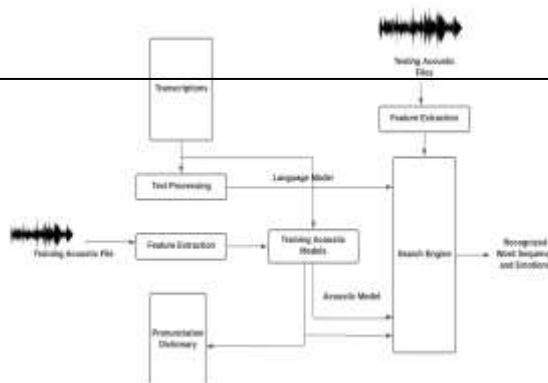 Testing Acoustic
Files
Transcriptions
Feature Extraction
Text Processing
Language Model
Training Acoustic File
Feature Extraction
Training Acoustic
Models
Search Engine
Recognized
Word Sequence
and Emotions
Acoustic Model
Pronunciation
Dictionary